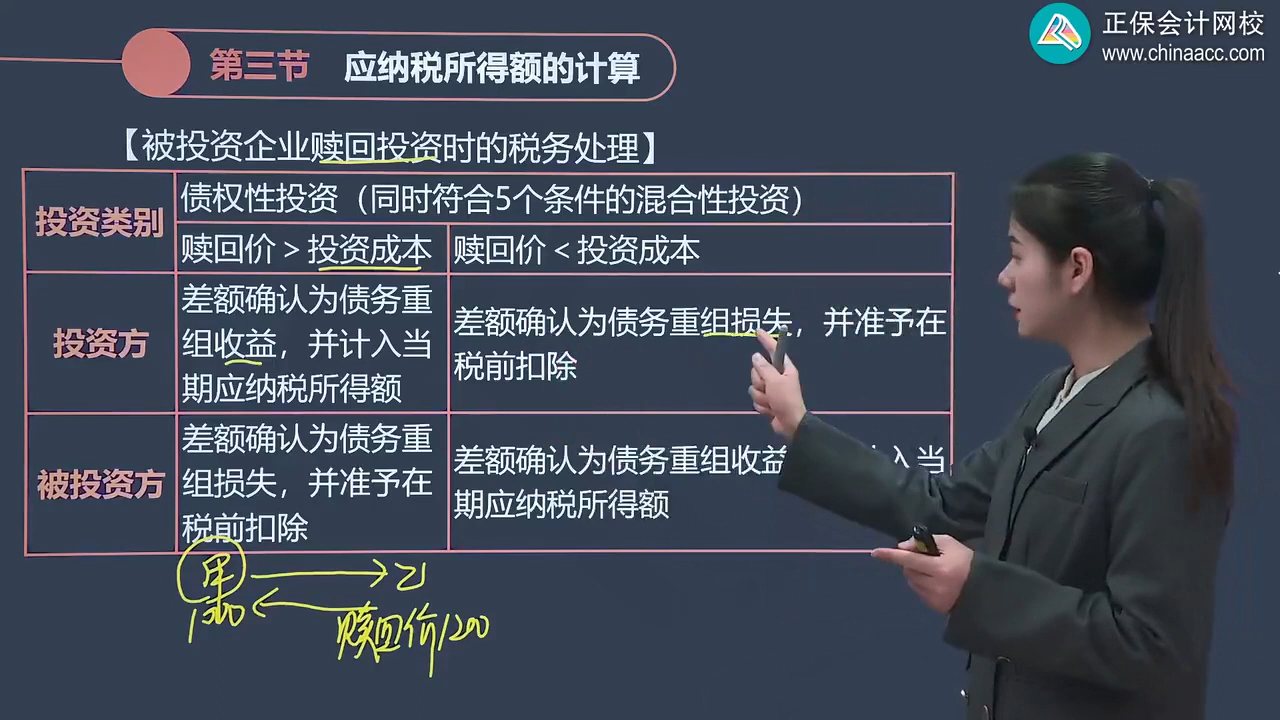 正保会计网校
www.chinaacc.com
第三节 应纳税所得额的计算
【被投资企业赎回投资时的税务处理】
投资类别
债权性投资（同时符合5个条件的混合性投资）
赎回价＞投资成本
赎回价＜投资成本
投资方
差额确认为债务重
组收益，并计入当
期应纳税所得额
差额确认为债务重组损失，并准予在
税前扣除
被投资方
差额确认为债务重
组损失，并准予在
税前扣除
差额确认为债务重组收益 入当
期应纳税所得额
甲 乙
1000
赎回价1200